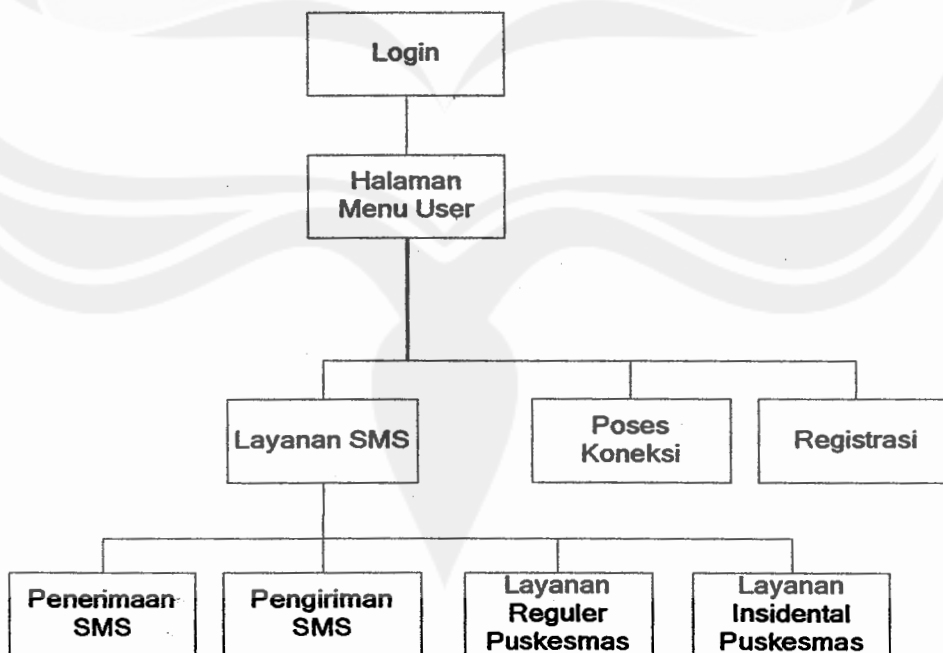 Login
Halaman
Menu User
Layanan SMS
Poses
Koneksi
Registrasi
Penerimaan
SMS
Pengiriman
SMS
Layanan
Reguler
Puskesmas
Layanan
Insidental
Puskesmas